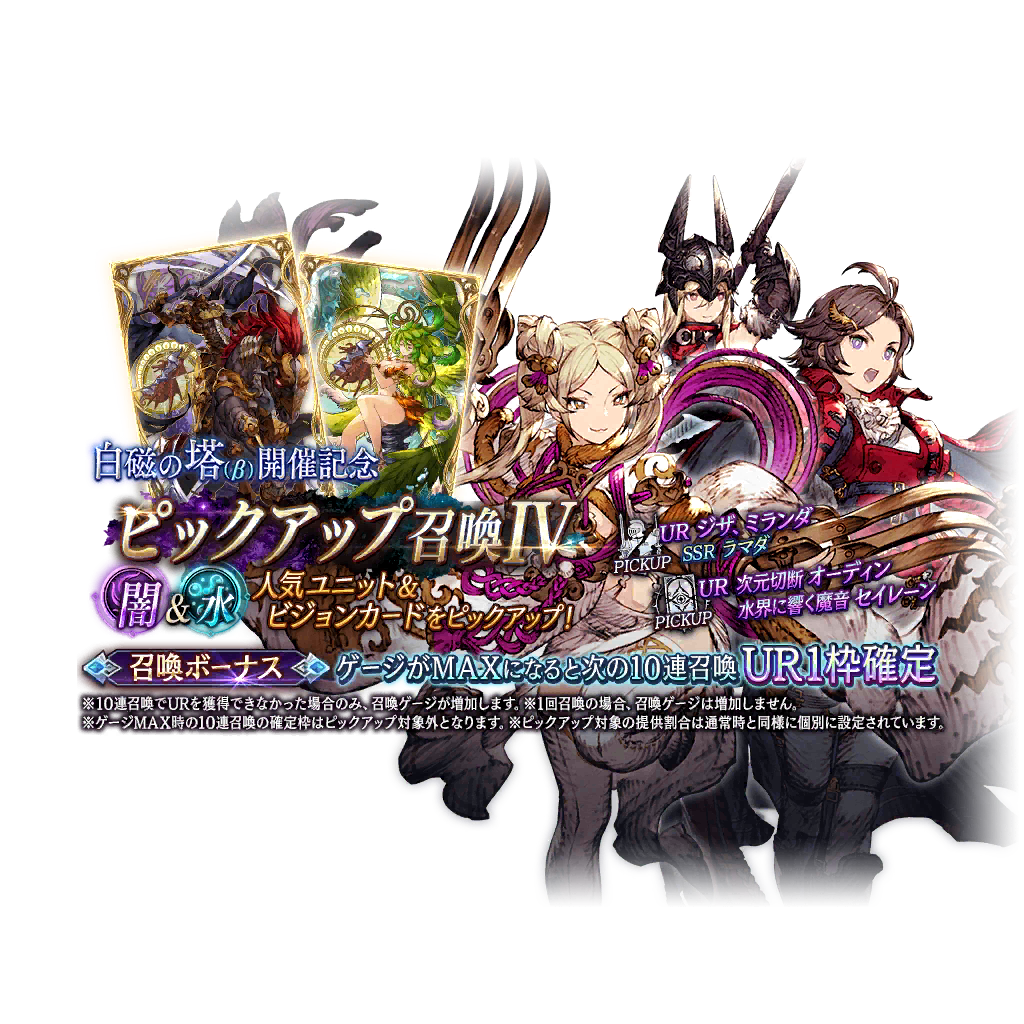 白磁の塔(β)開催記念
ピックアップ召喚IV
闇&水
人気ユニット&
ビジョンカードをピックアップ!
PICKUP
UR ジザ、ミランダ
SSR ラマダ
PICKUP
UR 次元切断 オーディン
水界に響く魔音 セイレーン
召喚ボーナス ゲージがMAXになると次の10連召喚 UR1枠確定
※10連召喚でURを獲得できなかった場合のみ、召喚ゲージが増加します。※1回召喚の場合、召喚ゲージは増加しません。
※ゲージMAX時の10連召喚の確定枠はピックアップ対象外となります。※ピックアップ対象の提供割合は通常時と同様に個別に設定されています。